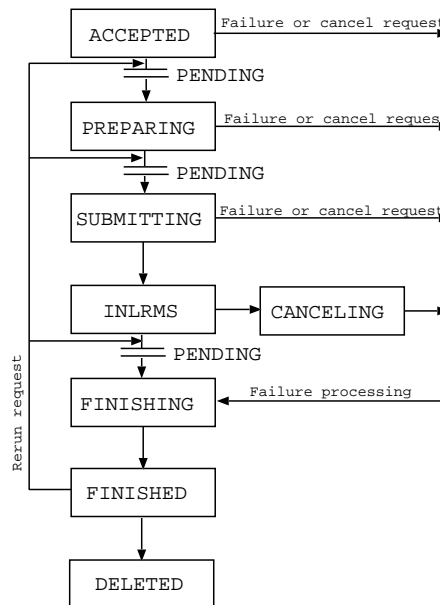 ACCEPTED
Failure or cancel request
PENDING
PREPARING
Failure or cancel request
PENDING
SUBMITTING
Failure or cancel request
INLRMS
CANCELING
PENDING
Rerun request
FINISHING
Failure processing
FINISHED
DELETED